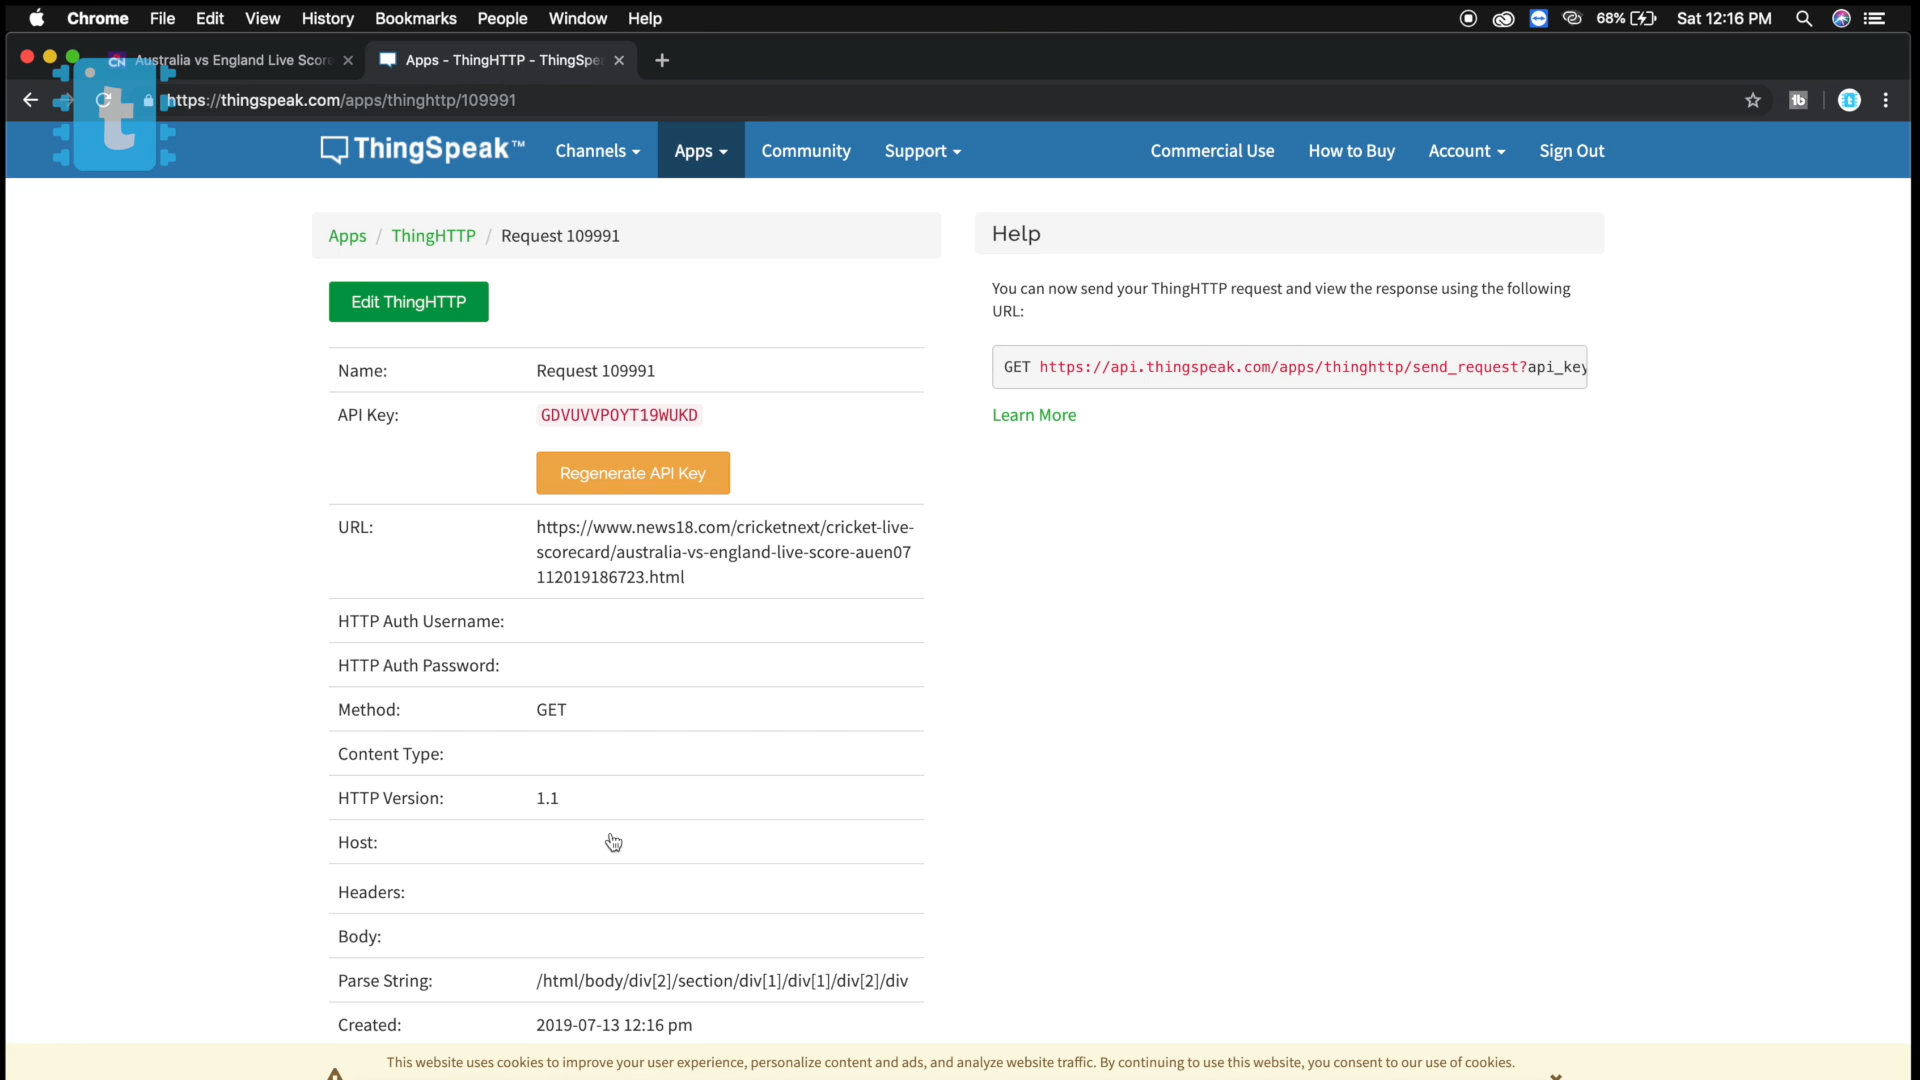 Chrome File Edit View History Bookmarks People Window Help 68% Sat 12:16 PM
CN Australia vs England Live Score Apps - ThingHTTP - ThingSpe
https://thingspeak.com/apps/thinghttp/109991
t
ThingSpeak™ Channels Apps Community Support Commercial Use How to Buy Account Sign Out
Apps / ThingHTTP / Request 109991
Edit ThingHTTP
Name: Request 109991
API Key: GDVUVVPOYT19WUKD
Regenerate API Key
URL: https://www.news18.com/cricketnext/cricket-live-
scorecard/australia-vs-england-live-score-auen07
112019186723.html
HTTP Auth Username:
HTTP Auth Password:
Method: GET
Content Type:
HTTP Version: 1.1
Host:
Headers:
Body:
Parse String: /html/body/div[2]/section/div[1]/div[1]/div[2]/div
Created: 2019-07-13 12:16 pm
Help
You can now send your ThingHTTP request and view the response using the following
URL:
GET https://api.thingspeak.com/apps/thinghttp/send_request?api_key
Learn More
This website uses cookies to improve your user experience, personalize content and ads, and analyze website traffic. By continuing to use this website, you consent to our use of cookies.